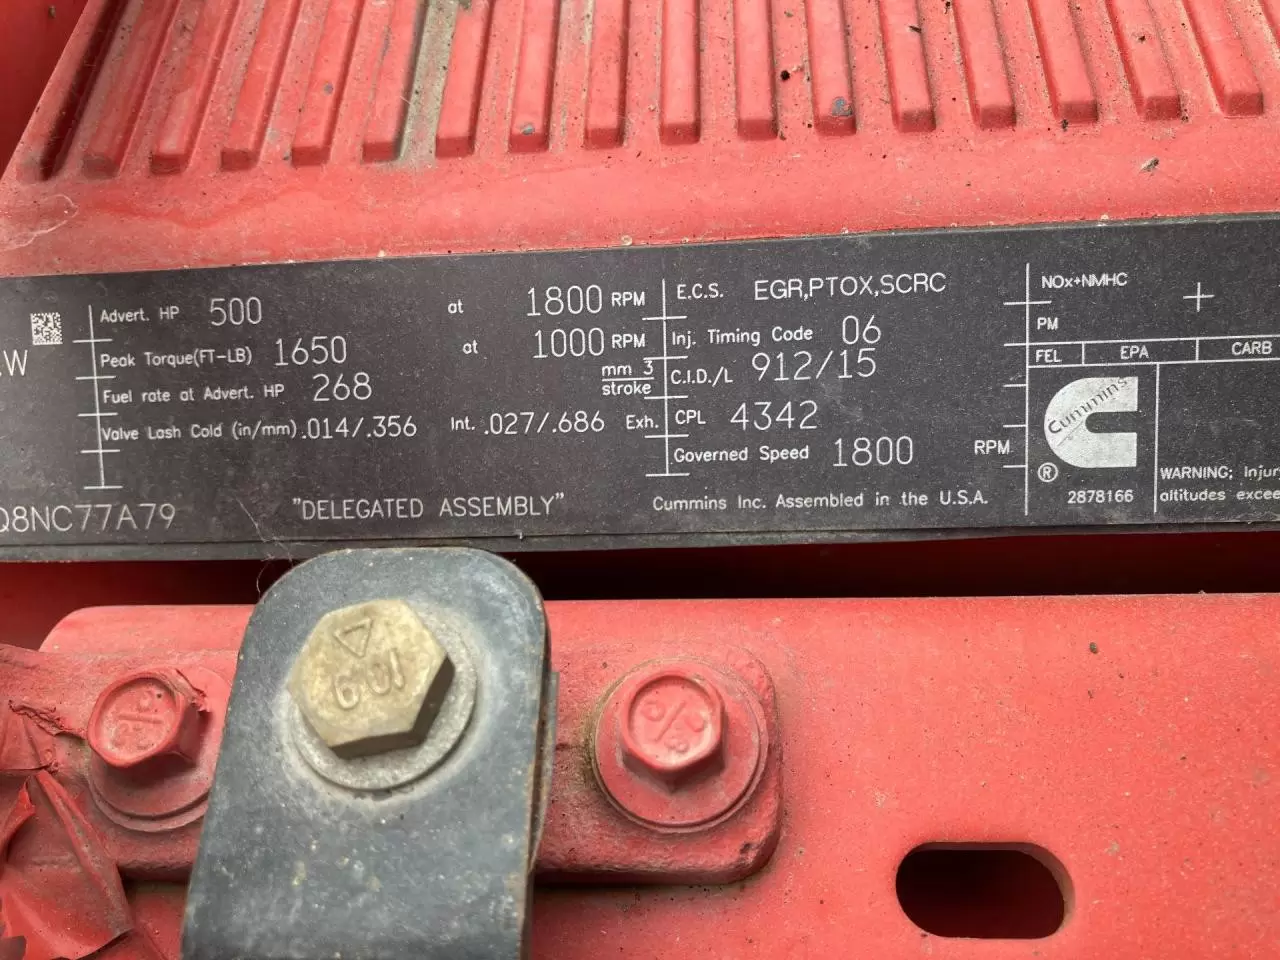 W
Advert. HP 500 at 1800 RPM
Peak Torque(FT-LB) 1650 at 1000 RPM
Fuel rate at Advert. HP 268 mm 3 stroke
Valve Lash Cold (in/mm) .014/.356 Int. .027/.686 Exh.
Q8NC77A79 "DELEGATED ASSEMBLY"
E.C.S. EGR,PTOX,SCRC
Inj. Timing Code 06
C.I.D./L 912/15
CPL 4342
Governed Speed 1800 RPM
Cummins Inc. Assembled in the U.S.A.
NOx+NMHC +
PM
FEL EPA CARB
Cummins
®
2878166
WARNING; Injur
altitudes excee
10.9